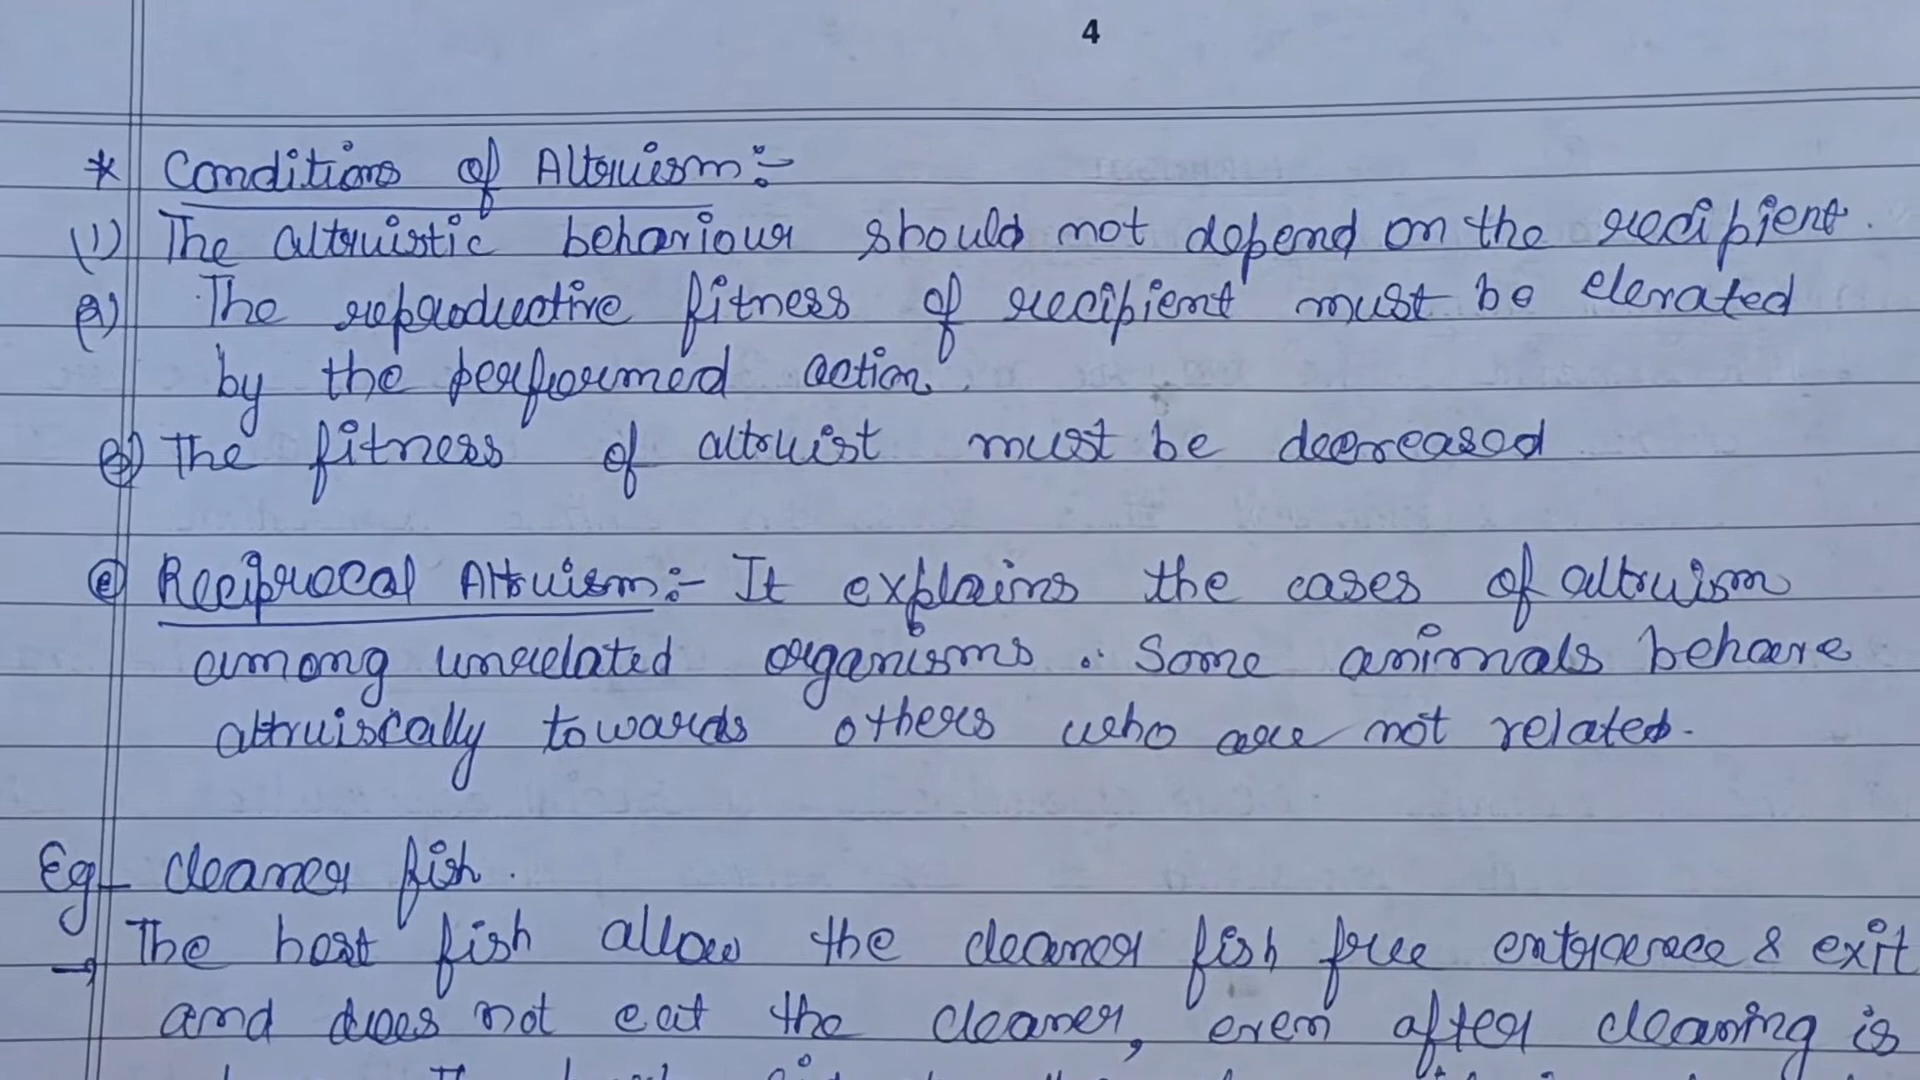 4
* Conditions of Altruism:-
(1) The altruistic behaviour should not depend on the recipient.
(2) The reproductive fitness of recipient must be elevated
by the performed action.
(3) The fitness of altruist must be decreased
Reciprocal Altruism:- It explains the cases of altruism
among unrelated organisms. Some animals behave
altruiscally towards others who are not related.
Eg- cleaner fish.
→ The host fish allow the cleaner fish free entrance & exit
and does not eat the cleaner, even after cleaning is